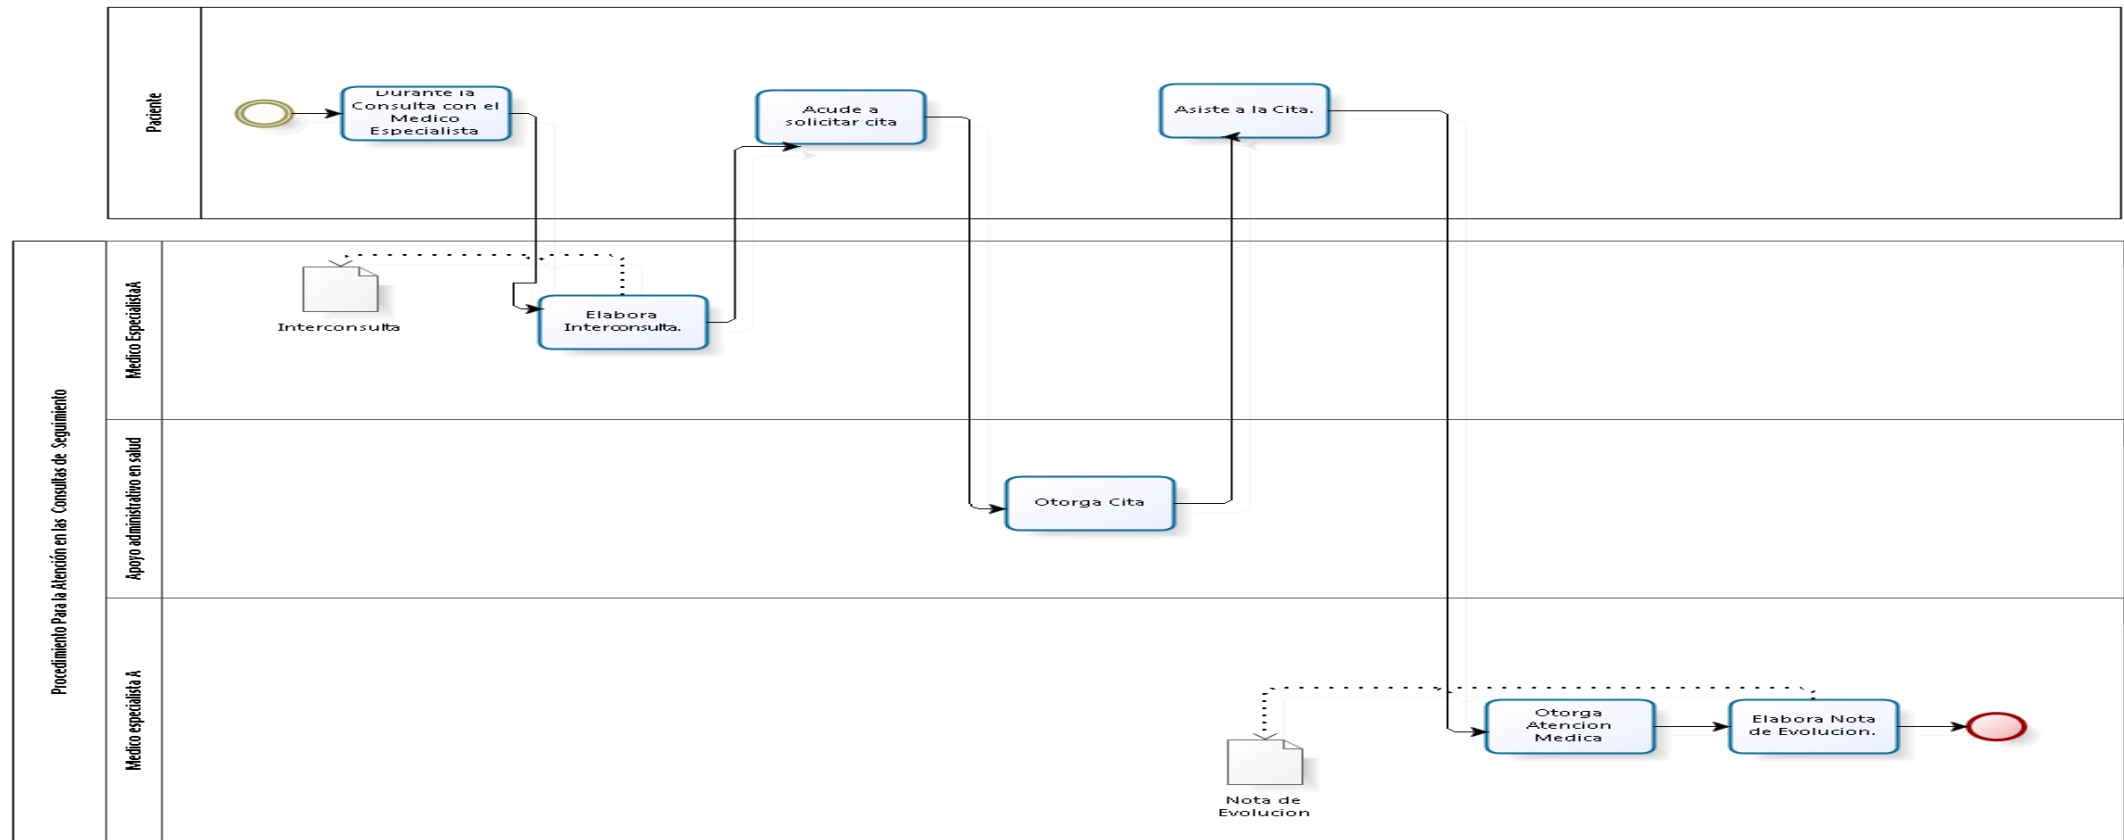 Paciente
Durante la
Consulta con el
Medico
Especialista
Acude a
solicitar cita
Asiste a la Cita.
Procedimiento Para la Atención en las Consultas de Seguimiento
Medico EspecialistaA
Interconsulta
Elabora
Interconsulta.
Apoyo administrativo en salud
Otorga Cita
Medico especialista A
Otorga
Atencion
Medica
Elabora Nota
de Evolucion.
Nota de
Evolucion